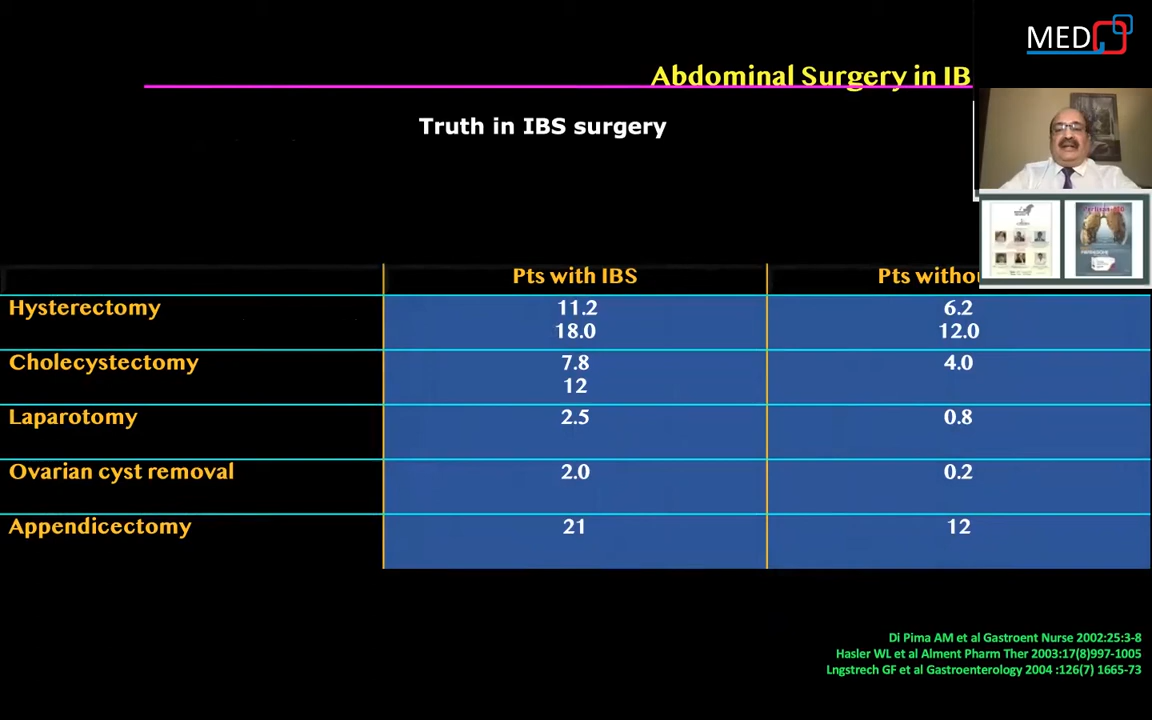 MED
Abdominal Surgery in IB
Truth in IBS surgery
Pts with IBS
Pts withou
Hysterectomy
11.2
6.2
18.0
12.0
Cholecystectomy
7.8
4.0
12
Laparotomy
2.5
0.8
Ovarian cyst removal
2.0
0.2
Appendicectomy
21
12
Di Pima AM et al Gastroent Nurse 2002:25:3-8
Hasler WL et al Alment Pharm Ther 2003:17(8)997-1005
Lngstrech GF et al Gastroenterology 2004 :126(7) 1665-73